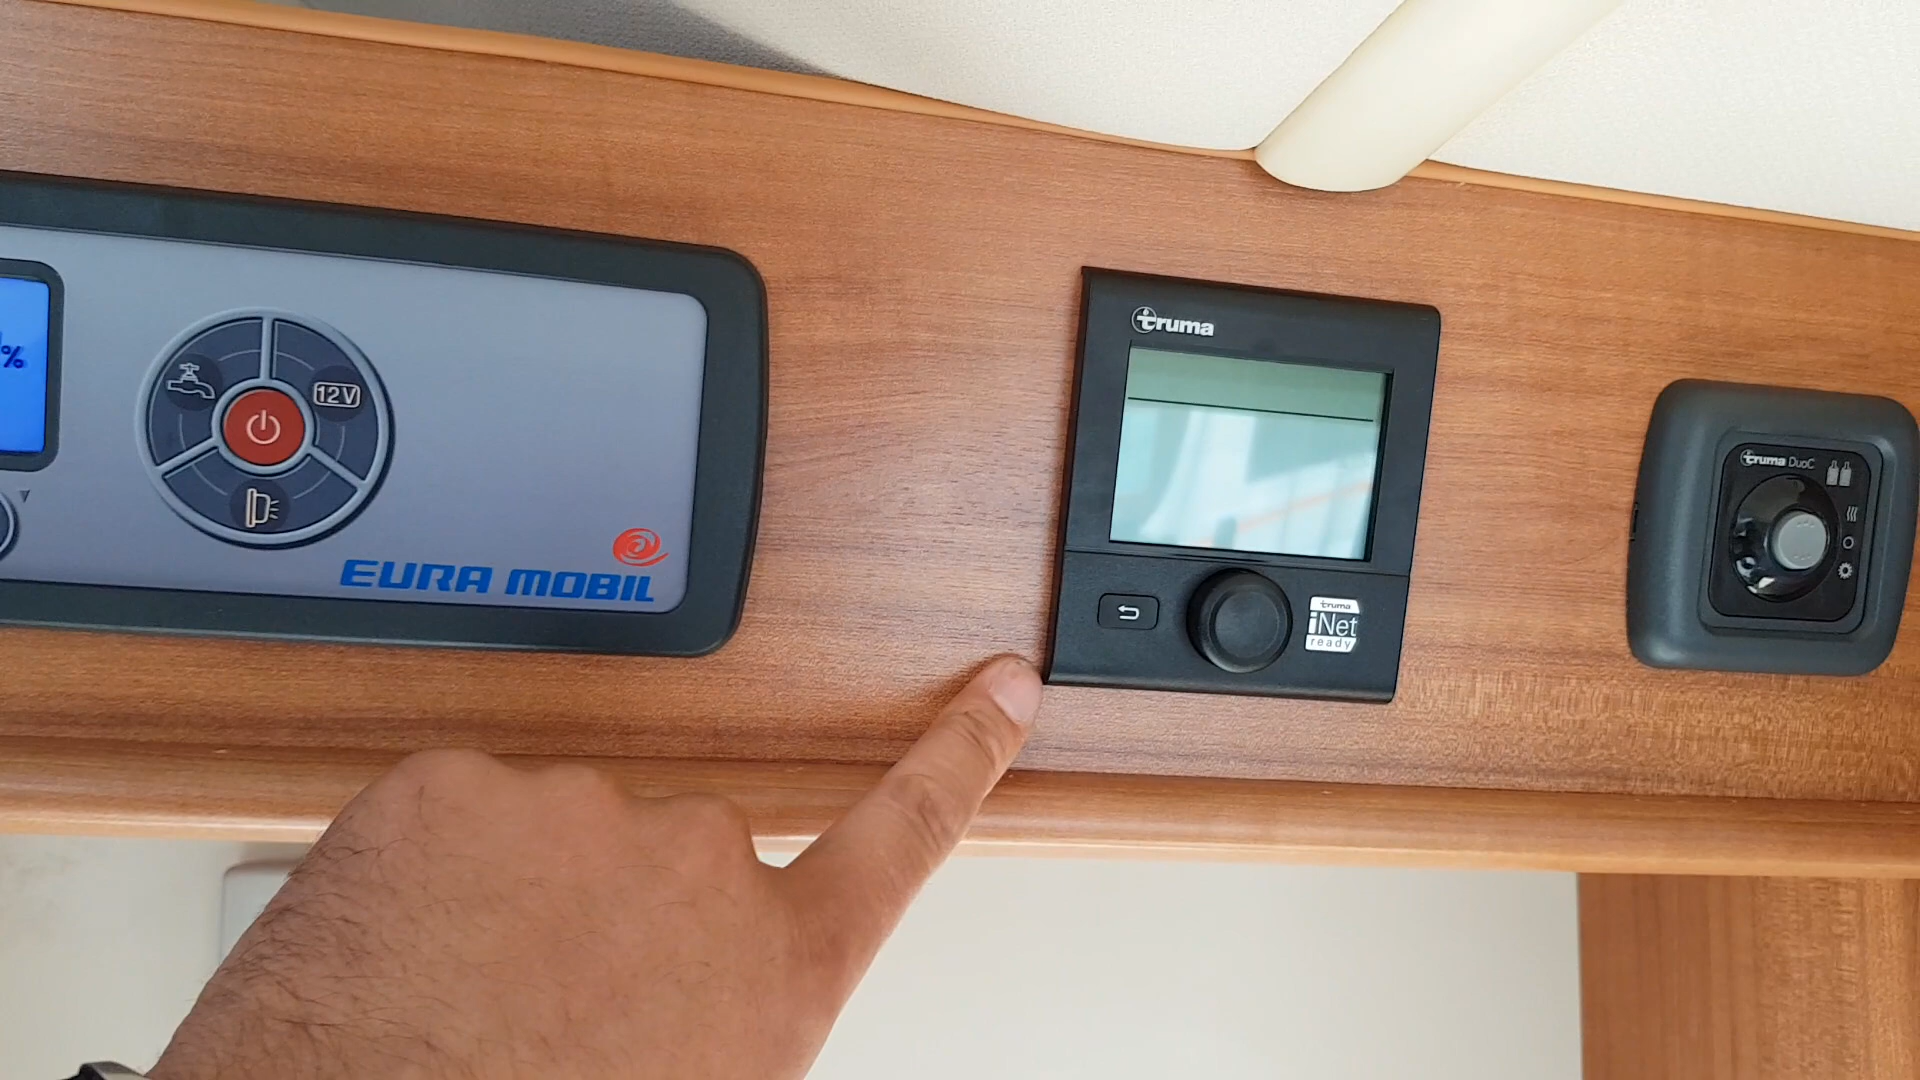 %
12V
EURA MOBIL
truma
truma
iNet
ready
truma DuoC